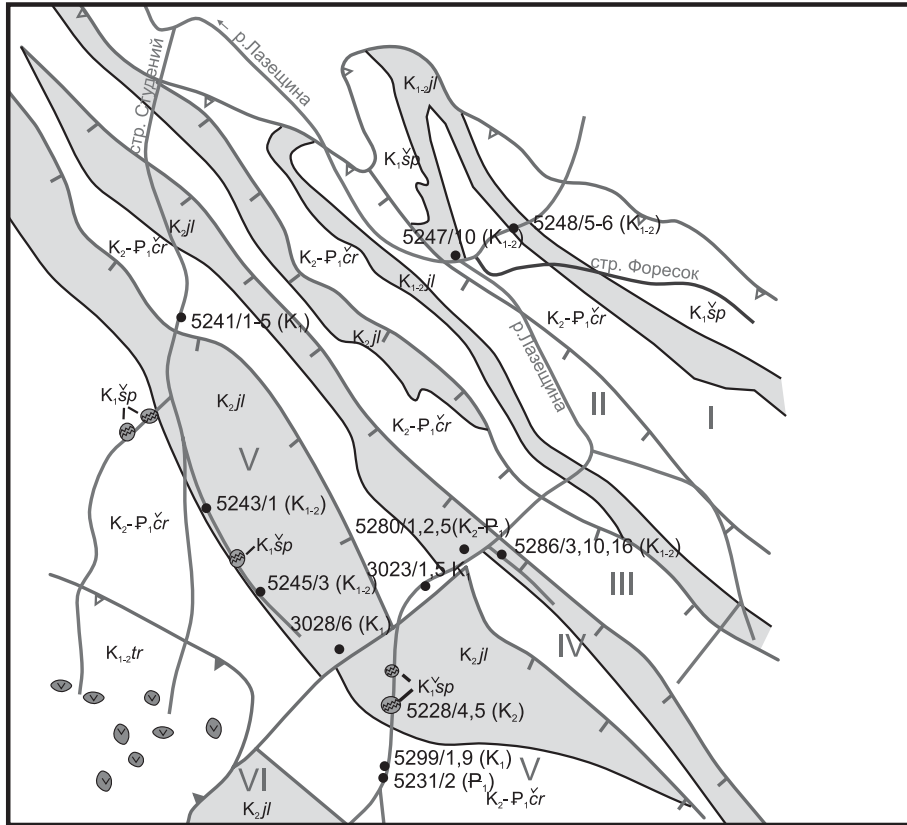 р.Лазещина
стр. Студений
K₁₋₂jl
K₁šp
5248/5-6 (K₁₋₂)
5247/10 (K₁₋₂)
K₂jl
K₂-P₁čr
K₂-P₁čr
K₁₋₂jl
стр. Форесок
K₂-P₁čr
K₁šp
5241/1-5 (K₁)
K₂jl
р.Лазещина
K₁šp
K₂jl
II
I
K₂-P₁čr
V
5243/1 (K₁₋₂)
K₂-P₁čr
5280/1,2,5(K₂-P₁)
K₁šp
5286/3,10,16 (K₁₋₂)
5245/3 (K₁₋₂)
3023/1,5 K₁
III
3028/6 (K₁)
IV
K₁₋₂tr
K₂jl
K₁šp
5228/4,5 (K₂)
5299/1,9 (K₁)
V
VI
5231/2 (P₁)
K₂-P₁čr
K₂jl